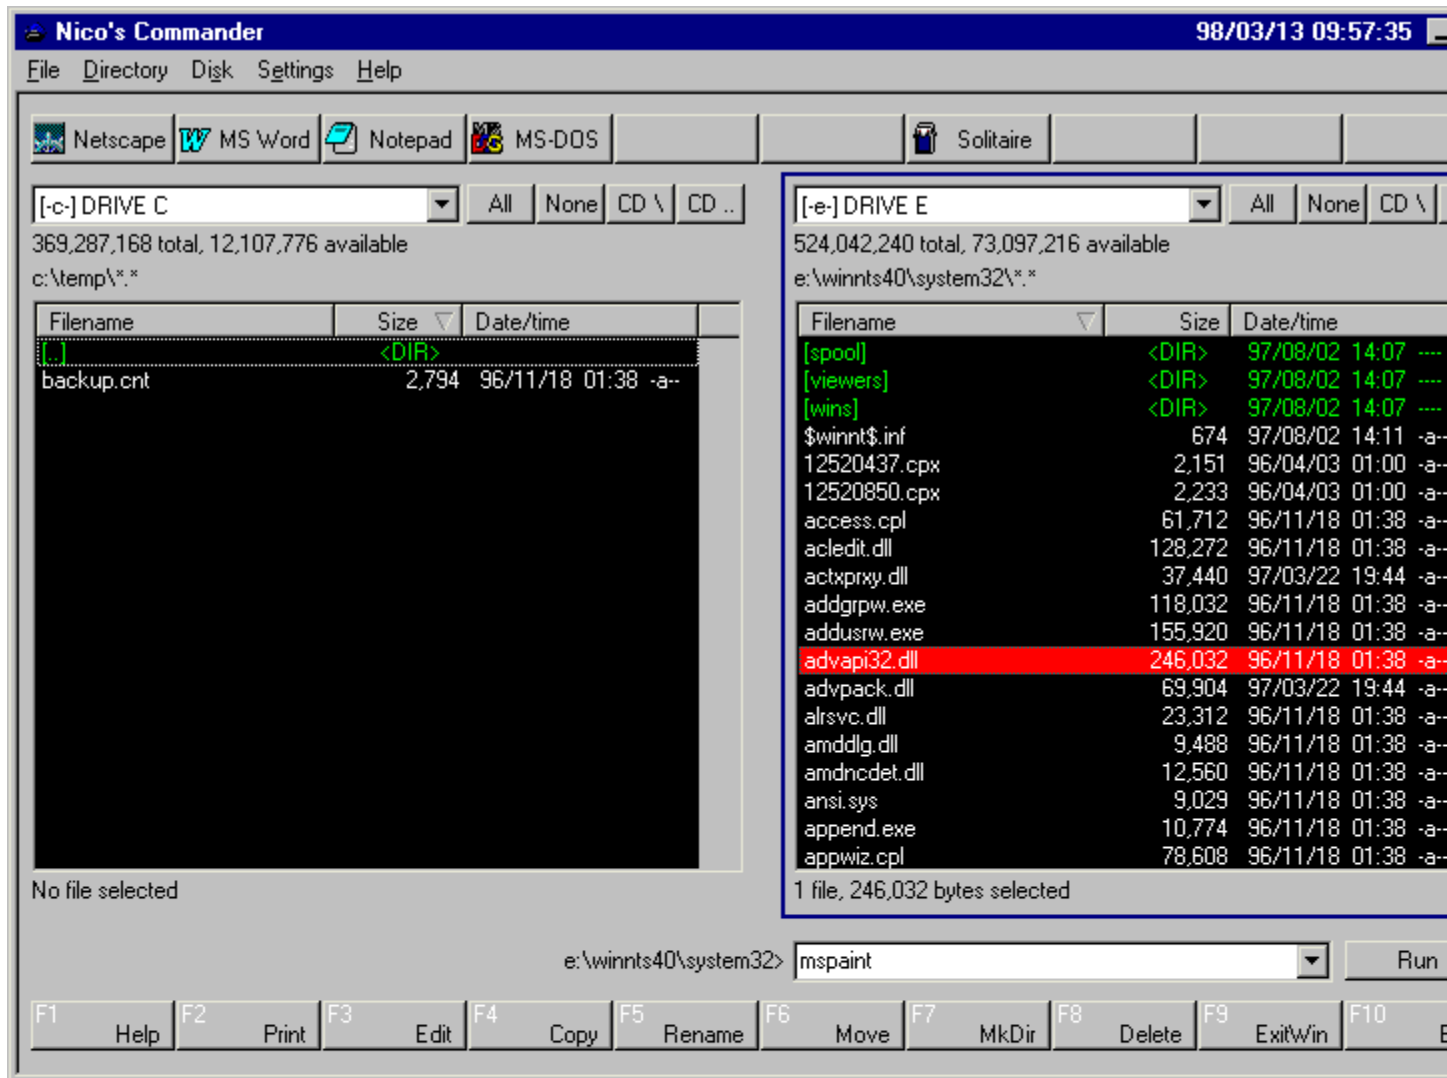 Nico's Commander 98/03/13 09:57:35
File Directory Disk Settings Help
Netscape MS Word Notepad MS-DOS Solitaire
[-c-] DRIVE C All None CD \ CD ..
369,287,168 total, 12,107,776 available
c:\temp\*.*
Filename Size Date/time
[..] <DIR>
backup.cnt 2,794 96/11/18 01:38 -a--
No file selected
[-e-] DRIVE E All None CD \
524,042,240 total, 73,097,216 available
e:\winnts40\system32\*.*
Filename Size Date/time
[spool] <DIR> 97/08/02 14:07 ----
[viewers] <DIR> 97/08/02 14:07 ----
[wins] <DIR> 97/08/02 14:07 ----
$winnt$.inf 674 97/08/02 14:11 -a--
12520437.cpx 2,151 96/04/03 01:00 -a--
12520850.cpx 2,233 96/04/03 01:00 -a--
access.cpl 61,712 96/11/18 01:38 -a--
acledit.dll 128,272 96/11/18 01:38 -a--
actxprxy.dll 37,440 97/03/22 19:44 -a--
addgrpw.exe 118,032 96/11/18 01:38 -a--
addusrw.exe 155,920 96/11/18 01:38 -a--
advapi32.dll 246,032 96/11/18 01:38 -a--
advpack.dll 69,904 97/03/22 19:44 -a--
alrsvc.dll 23,312 96/11/18 01:38 -a--
amddlg.dll 9,488 96/11/18 01:38 -a--
amdncdet.dll 12,560 96/11/18 01:38 -a--
ansi.sys 9,029 96/11/18 01:38 -a--
append.exe 10,774 96/11/18 01:38 -a--
appwiz.cpl 78,608 96/11/18 01:38 -a--
1 file, 246,032 bytes selected
e:\winnts40\system32> mspaint Run
F1 Help F2 Print F3 Edit F4 Copy F5 Rename F6 Move F7 MkDir F8 Delete F9 ExitWin F10